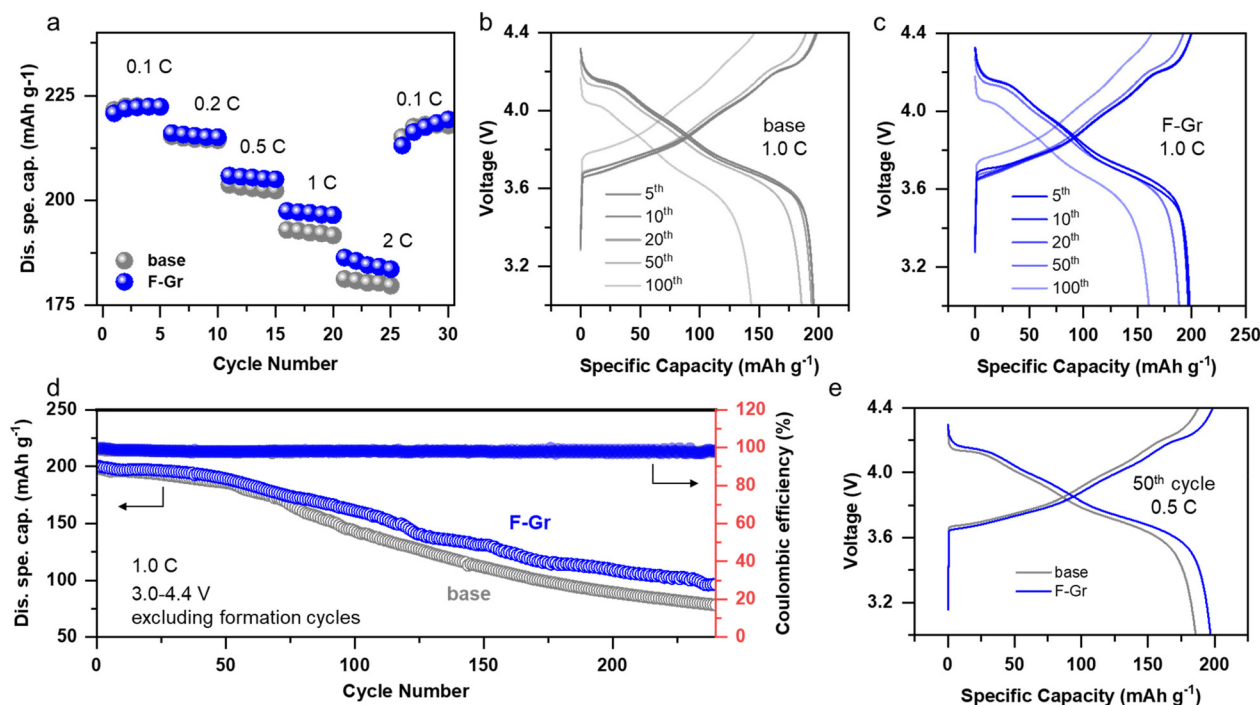 a
Dis. spe. cap. (mAh g-1)
225
200
175
0.1 C
0.2 C
0.5 C
1 C
2 C
0.1 C
base
F-Gr
0 5 10 15 20 25 30
Cycle Number
b
Voltage (V)
4.4
4.0
3.6
3.2
base
1.0 C
5th
10th
20th
50th
100th
0 50 100 150 200
Specific Capacity (mAh g-1)
c
Voltage (V)
4.4
4.0
3.6
3.2
F-Gr
1.0 C
5th
10th
20th
50th
100th
0 50 100 150 200 250
Specific Capacity (mAh g-1)
d
Dis. spe. cap. (mAh g-1)
250
200
150
100
50
F-Gr
base
1.0 C
3.0-4.4 V
excluding formation cycles
120
100
80
60
40
20
0
Coulombic efficiency (%)
0 50 100 150 200
Cycle Number
e
Voltage (V)
4.4
4.0
3.6
3.2
50th cycle
0.5 C
base
F-Gr
0 50 100 150 200
Specific Capacity (mAh g-1)